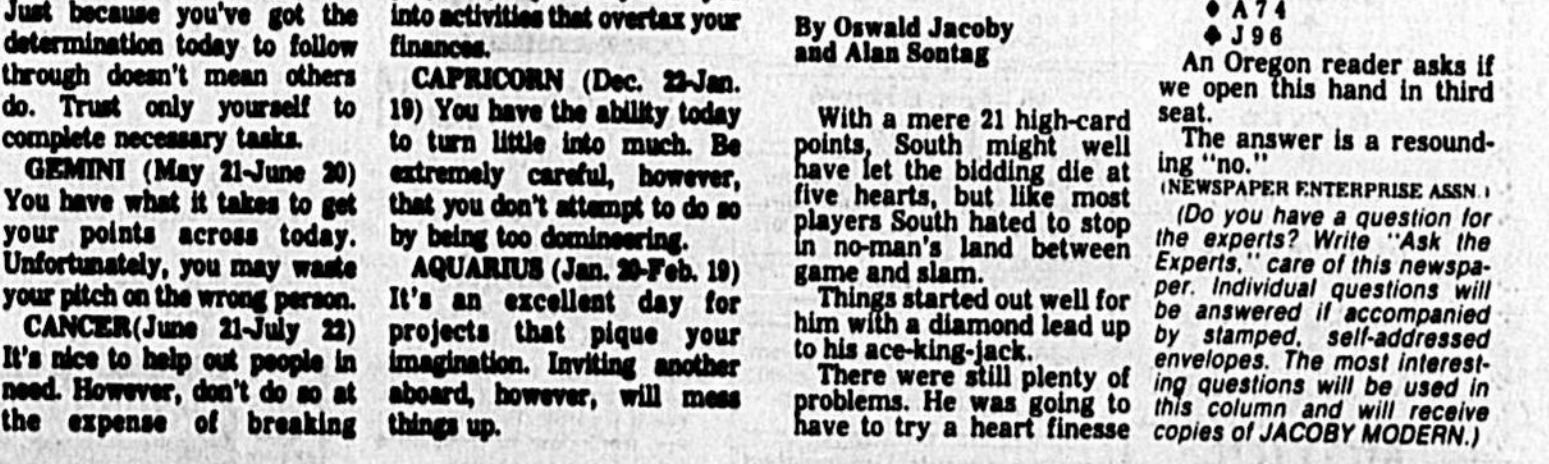 Just because you've got the
determination today to follow
through doesn't mean others
do. Trust only yourself to
complete necessary tasks.
GEMINI (May 21-June 20)
You have what it takes to get
your points across today.
Unfortunately, you may waste
your pitch on the wrong person.
CANCER(June 21-July 22)
It's nice to help out people in
need. However, don't do so at
the expense of breaking
into activities that overtax your
finances.
CAPRICORN (Dec. 22-Jan.
19) You have the ability today
to turn little into much. Be
extremely careful, however,
that you don't attempt to do so
by being too domineering.
AQUARIUS (Jan. 20-Feb. 19)
It's an excellent day for
projects that pique your
imagination. Inviting another
aboard, however, will mess
things up.
By Oswald Jacoby
and Alan Sontag
With a mere 21 high-card
points, South might well
have let the bidding die at
five hearts, but like most
players South hated to stop
in no-man's land between
game and slam.
Things started out well for
him with a diamond lead up
to his ace-king-jack.
There were still plenty of
problems. He was going to
have to try a heart finesse
♦ A 7 4
♣ J 9 6
An Oregon reader asks if
we open this hand in third
seat.
The answer is a resound-
ing "no."
(NEWSPAPER ENTERPRISE ASSN.)
(Do you have a question for
the experts? Write "Ask the
Experts," care of this newspa-
per. Individual questions will
be answered if accompanied
by stamped, self-addressed
envelopes. The most interest-
ing questions will be used in
this column and will receive
copies of JACOBY MODERN.)